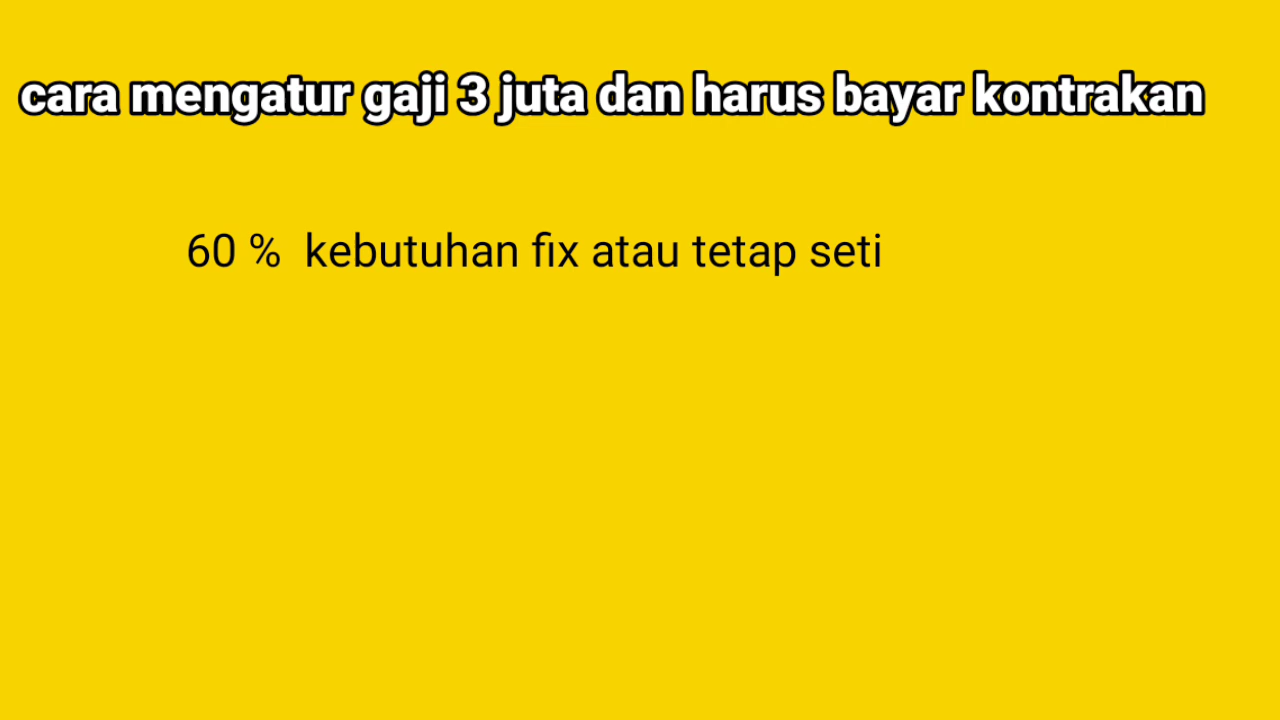 cara mengatur gaji 3 juta dan harus bayar kontrakan
60 % kebutuhan fix atau tetap seti